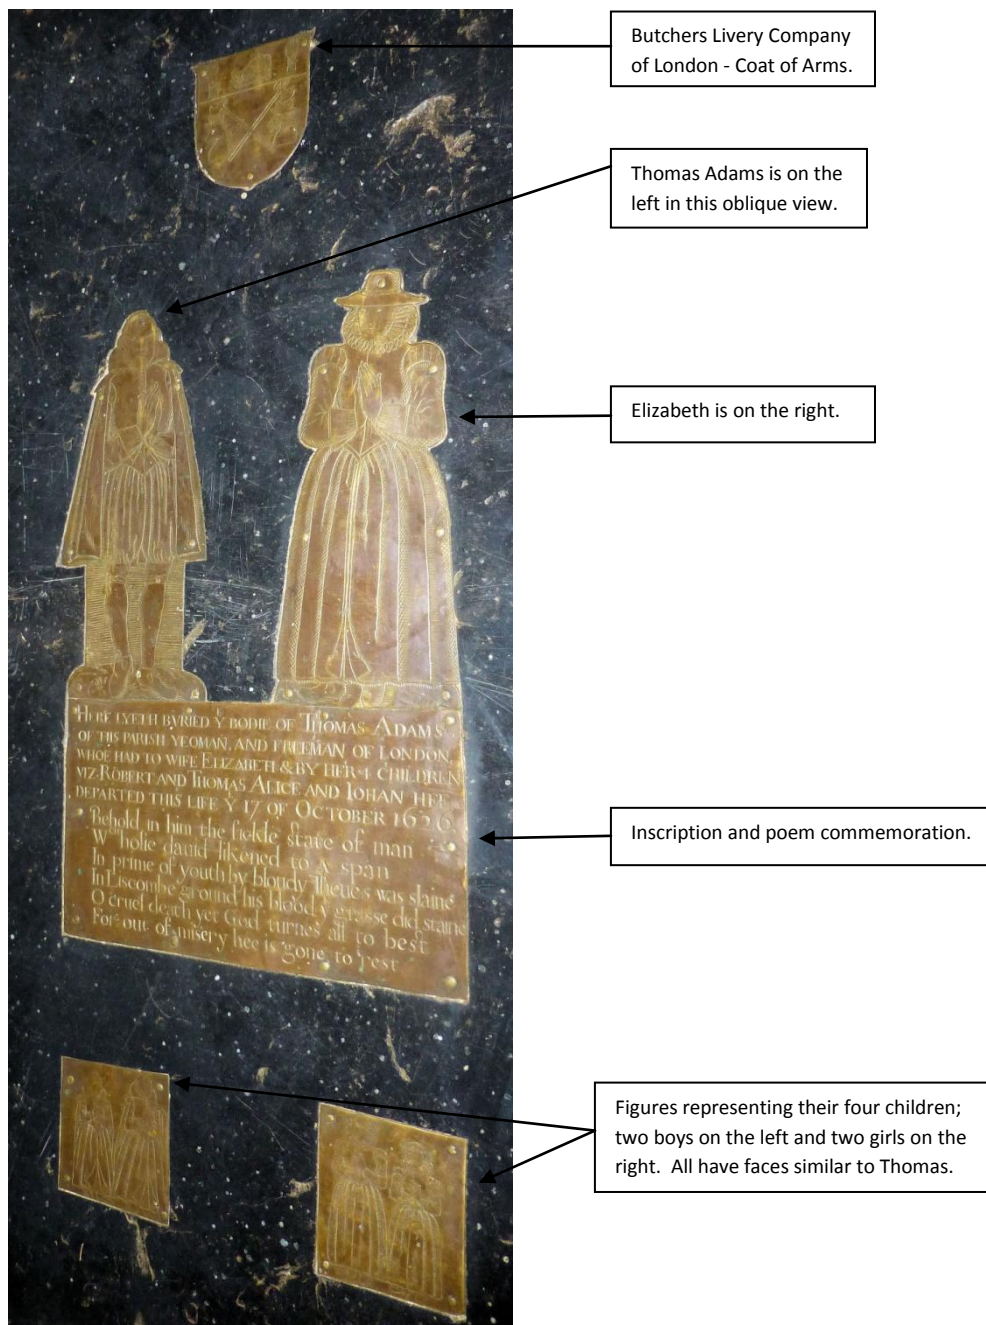 Butchers Livery Company
of London - Coat of Arms.
Thomas Adams is on the
left in this oblique view.
Elizabeth is on the right.
HERE LYETH BVRIED Y̊ BODIE OF THOMAS ADAMS
OF THIS PARISH YEOMAN, AND FREEMAN OF LONDON,
WHOE HAD TO WIFE ELIZABETH & BY HER 4 CHILDREN
VIZ· ROBERT AND THOMAS ALICE AND IOHAN HEE
DEPARTED THIS LIFE Y̊ 17 OF OCTOBER 1626.
Behold in him the fickle state of man
holie dauid likened to a span
In prime of youth by bloudy Theues was slaine
In Liscombe ground his blood y grasse did staine
O cruel death yet God turnes all to best
For out of misery hee is gone to rest
Inscription and poem commemoration.
Figures representing their four children;
two boys on the left and two girls on the
right. All have faces similar to Thomas.